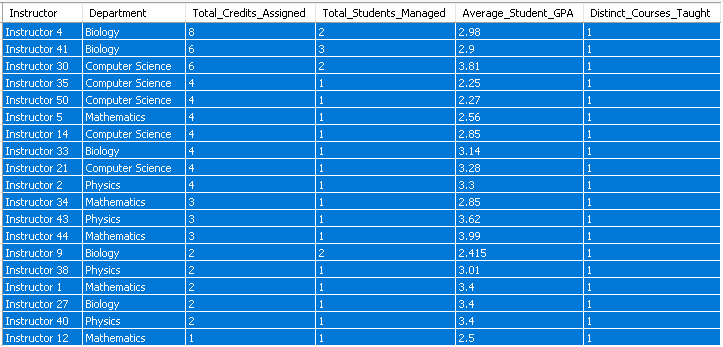 Instructor Department Total_Credits_Assigned Total_Students_Managed Average_Student_GPA Distinct_Courses_Taught
Instructor 4 Biology 8 2 2.98 1
Instructor 41 Biology 6 3 2.9 1
Instructor 30 Computer Science 6 2 3.81 1
Instructor 35 Computer Science 4 1 2.25 1
Instructor 50 Computer Science 4 1 2.27 1
Instructor 5 Mathematics 4 1 2.56 1
Instructor 14 Computer Science 4 1 2.85 1
Instructor 33 Biology 4 1 3.14 1
Instructor 21 Computer Science 4 1 3.28 1
Instructor 2 Physics 4 1 3.3 1
Instructor 34 Mathematics 3 1 2.85 1
Instructor 43 Physics 3 1 3.62 1
Instructor 44 Mathematics 3 1 3.99 1
Instructor 9 Biology 2 2 2.415 1
Instructor 38 Physics 2 1 3.01 1
Instructor 1 Mathematics 2 1 3.4 1
Instructor 27 Biology 2 1 3.4 1
Instructor 40 Physics 2 1 3.4 1
Instructor 12 Mathematics 1 1 2.5 1